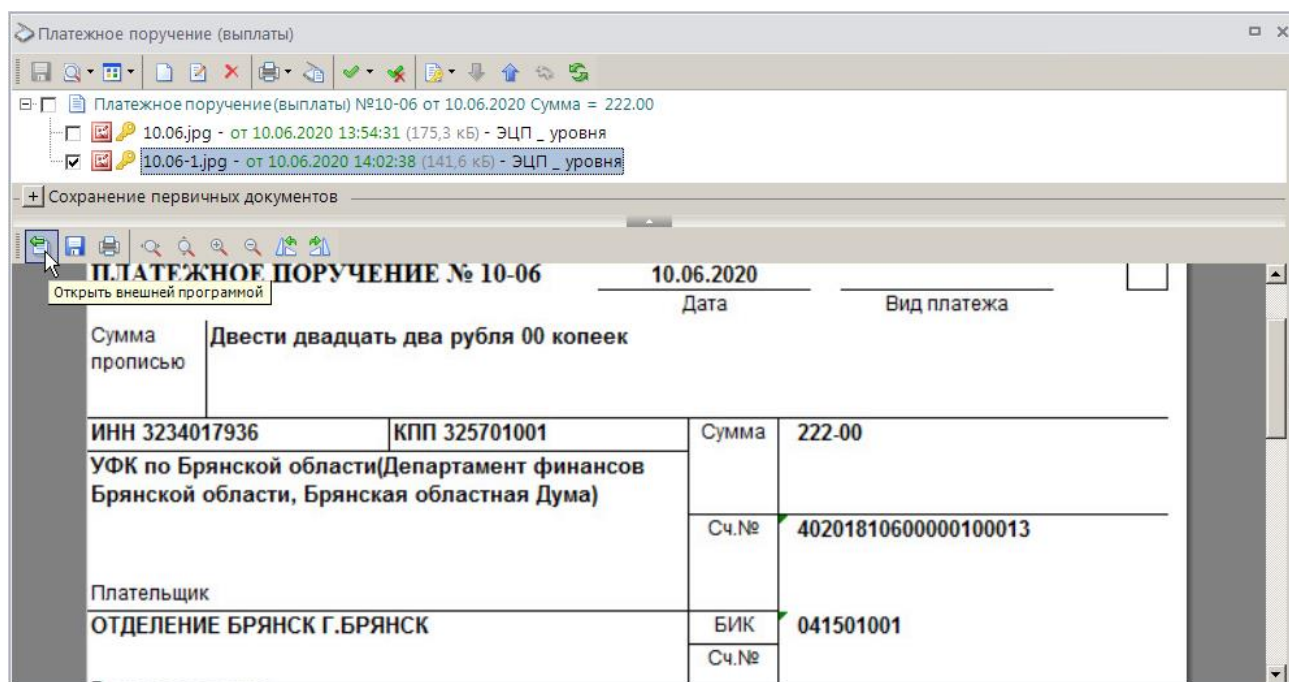 Платежное поручение (выплаты)
Платежное поручение(выплаты) №10-06 от 10.06.2020 Сумма = 222.00
10.06.jpg - от 10.06.2020 13:54:31 (175,3 кБ) - ЭЦП _ уровня
10.06-1.jpg - от 10.06.2020 14:02:38 (141,6 кБ) - ЭЦП _ уровня
Сохранение первичных документов
ПЛАТЕЖНОЕ ПОРУЧЕНИЕ № 10-06 10.06.2020
Открыть внешней программой
Дата Вид платежа
Сумма прописью
Двести двадцать два рубля 00 копеек
ИНН 3234017936 КПП 325701001 Сумма 222-00
УФК по Брянской области(Департамент финансов
Брянской области, Брянская областная Дума)
Сч.№ 40201810600000100013
Плательщик
ОТДЕЛЕНИЕ БРЯНСК Г.БРЯНСК БИК 041501001
Сч.№